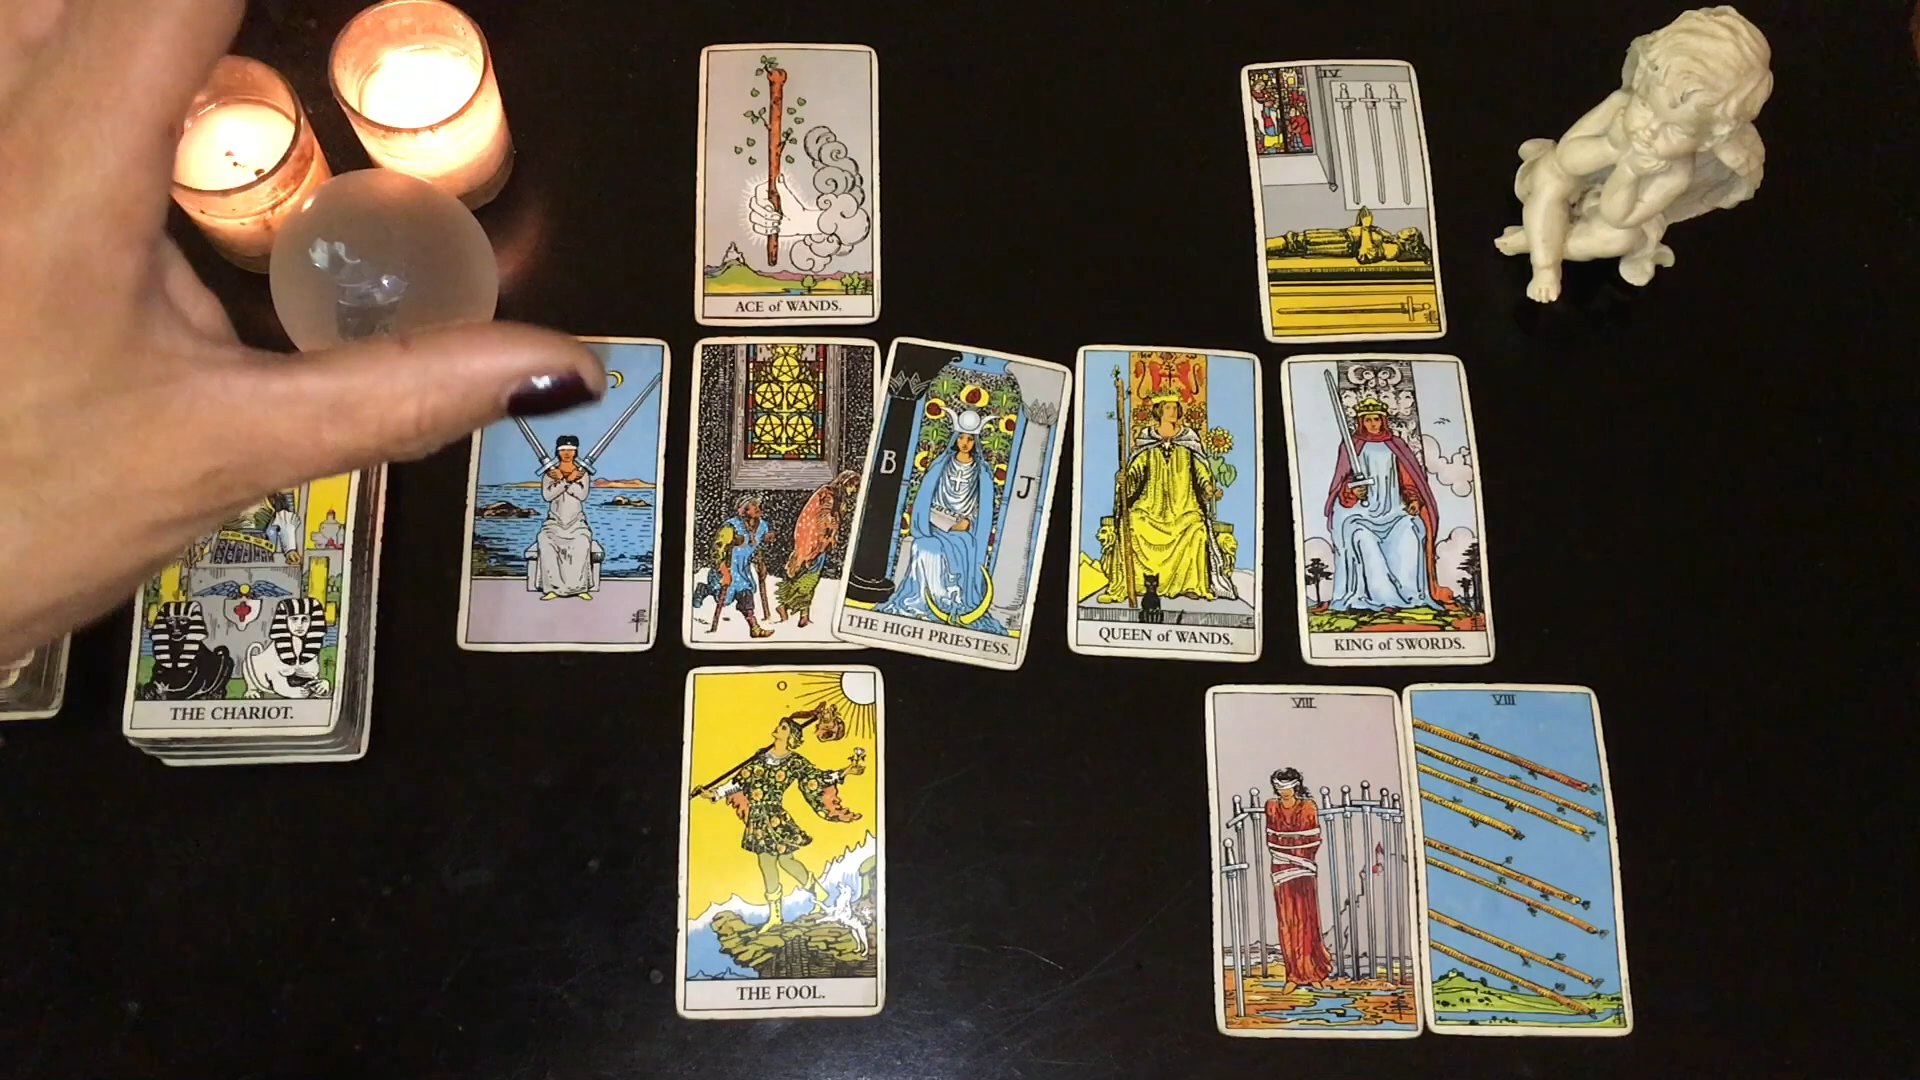 ACE of WANDS.
IV
II
B
J
THE HIGH PRIESTESS.
QUEEN of WANDS.
KING of SWORDS.
THE CHARIOT.
0
THE FOOL.
VIII
VIII